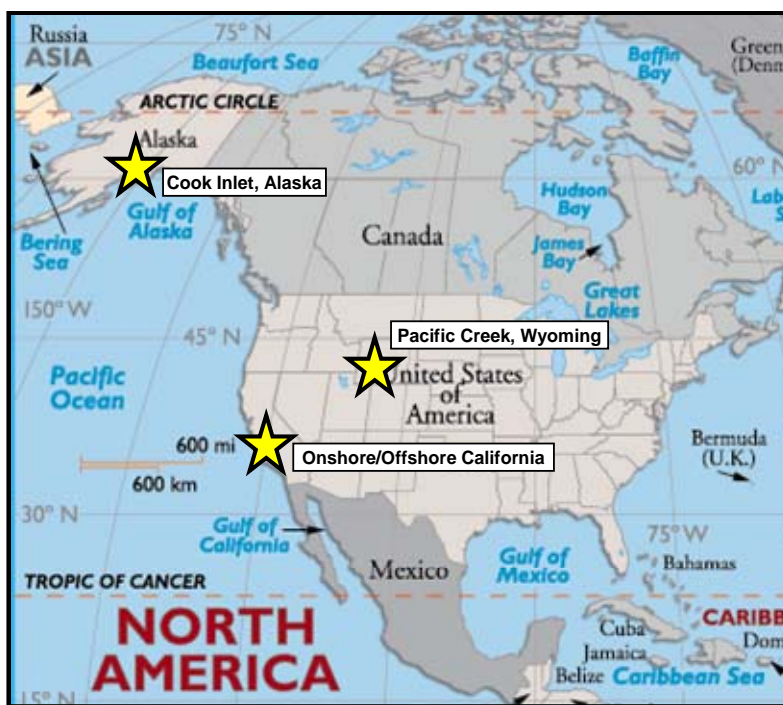 Russia
ASIA
75° N
Beaufort Sea
Baffin
Bay
Green
(Denn
ARCTIC CIRCLE
Alaska
Cook Inlet, Alaska
60° N
Gulf of
Alaska
Bering
Sea
Hudson
Bay
James
Bay
Lab
S
Canada
Great
Lakes
150° W
45° N
Pacific Creek, Wyoming
United States
of
America
Pacific
Ocean
600 mi
600 km
Onshore/Offshore California
Bermuda
(U.K.)
30° N
Gulf of
California
75° W
Gulf of
Mexico
Bahamas
Mexico
TROPIC OF CANCER
NORTH
AMERICA
CARIBB
Cuba
Jamaica
Dom
Belize
Caribbean Sea
15° N